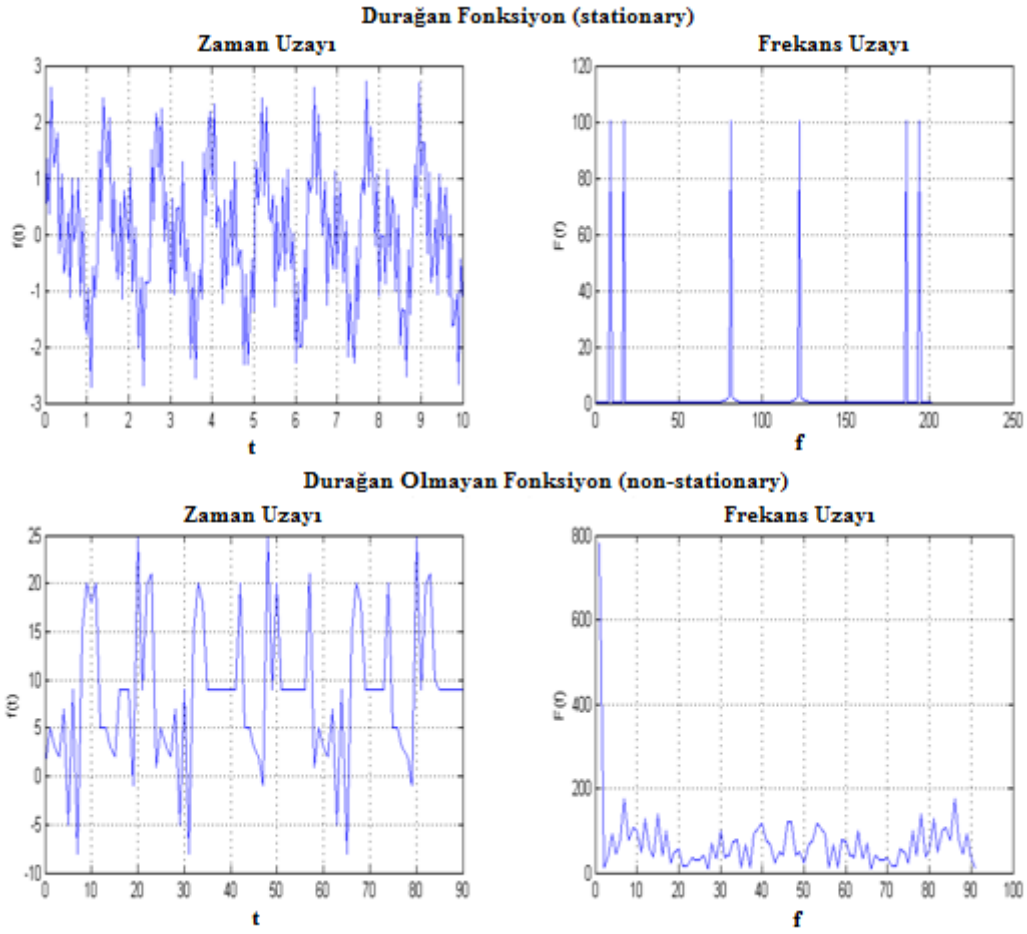 Durağan Fonksiyon (stationary)
Zaman Uzayı
Frekans Uzayı
3
2
1
0
-1
-2
-3
f(t)
0 1 2 3 4 5 6 7 8 9 10
t
120
100
80
60
40
20
0
F(f)
0 50 100 150 200 250
f
Durağan Olmayan Fonksiyon (non-stationary)
Zaman Uzayı
Frekans Uzayı
25
20
15
10
5
0
-5
-10
f(t)
0 10 20 30 40 50 60 70 80 90
t
800
600
400
200
0
F(f)
0 10 20 30 40 50 60 70 80 90 100
f